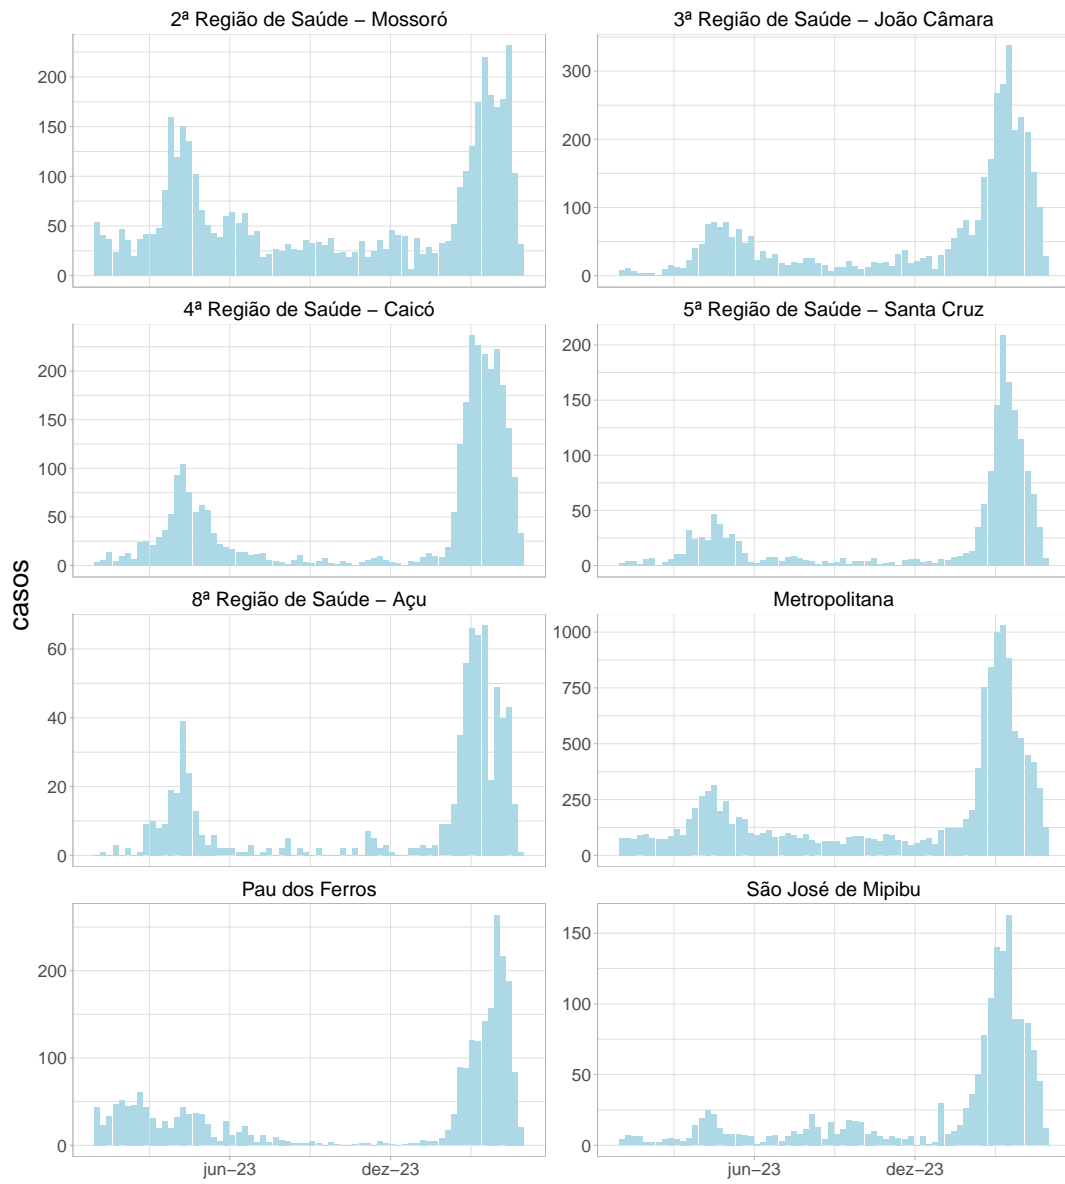 2ª Região de Saúde – Mossoró
3ª Região de Saúde – João Câmara
200
150
100
50
0
300
200
100
0
4ª Região de Saúde – Caicó
5ª Região de Saúde – Santa Cruz
200
150
100
50
0
200
150
100
50
0
casos
8ª Região de Saúde – Açu
Metropolitana
60
40
20
0
1000
750
500
250
0
Pau dos Ferros
São José de Mipibu
200
100
0
150
100
50
0
jun–23
dez–23
jun–23
dez–23